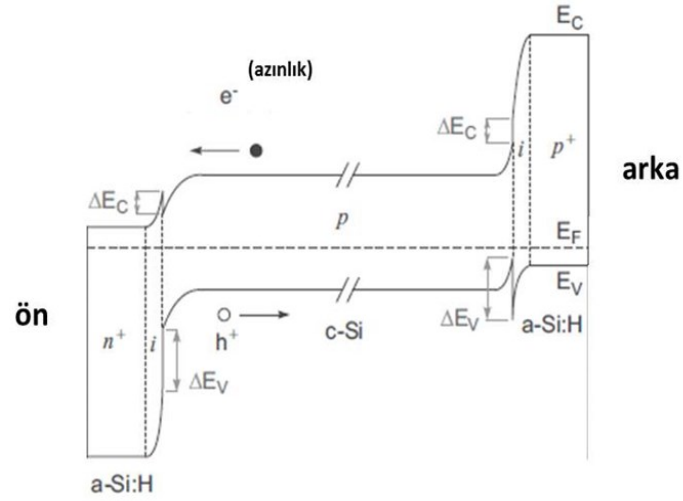 E_C
(azınlık)
e⁻
ΔE_C
i
p⁺
arka
ΔE_C
p
E_F
E_V
ön
n⁺
i
h⁺
c-Si
ΔE_V
a-Si:H
ΔE_V
a-Si:H